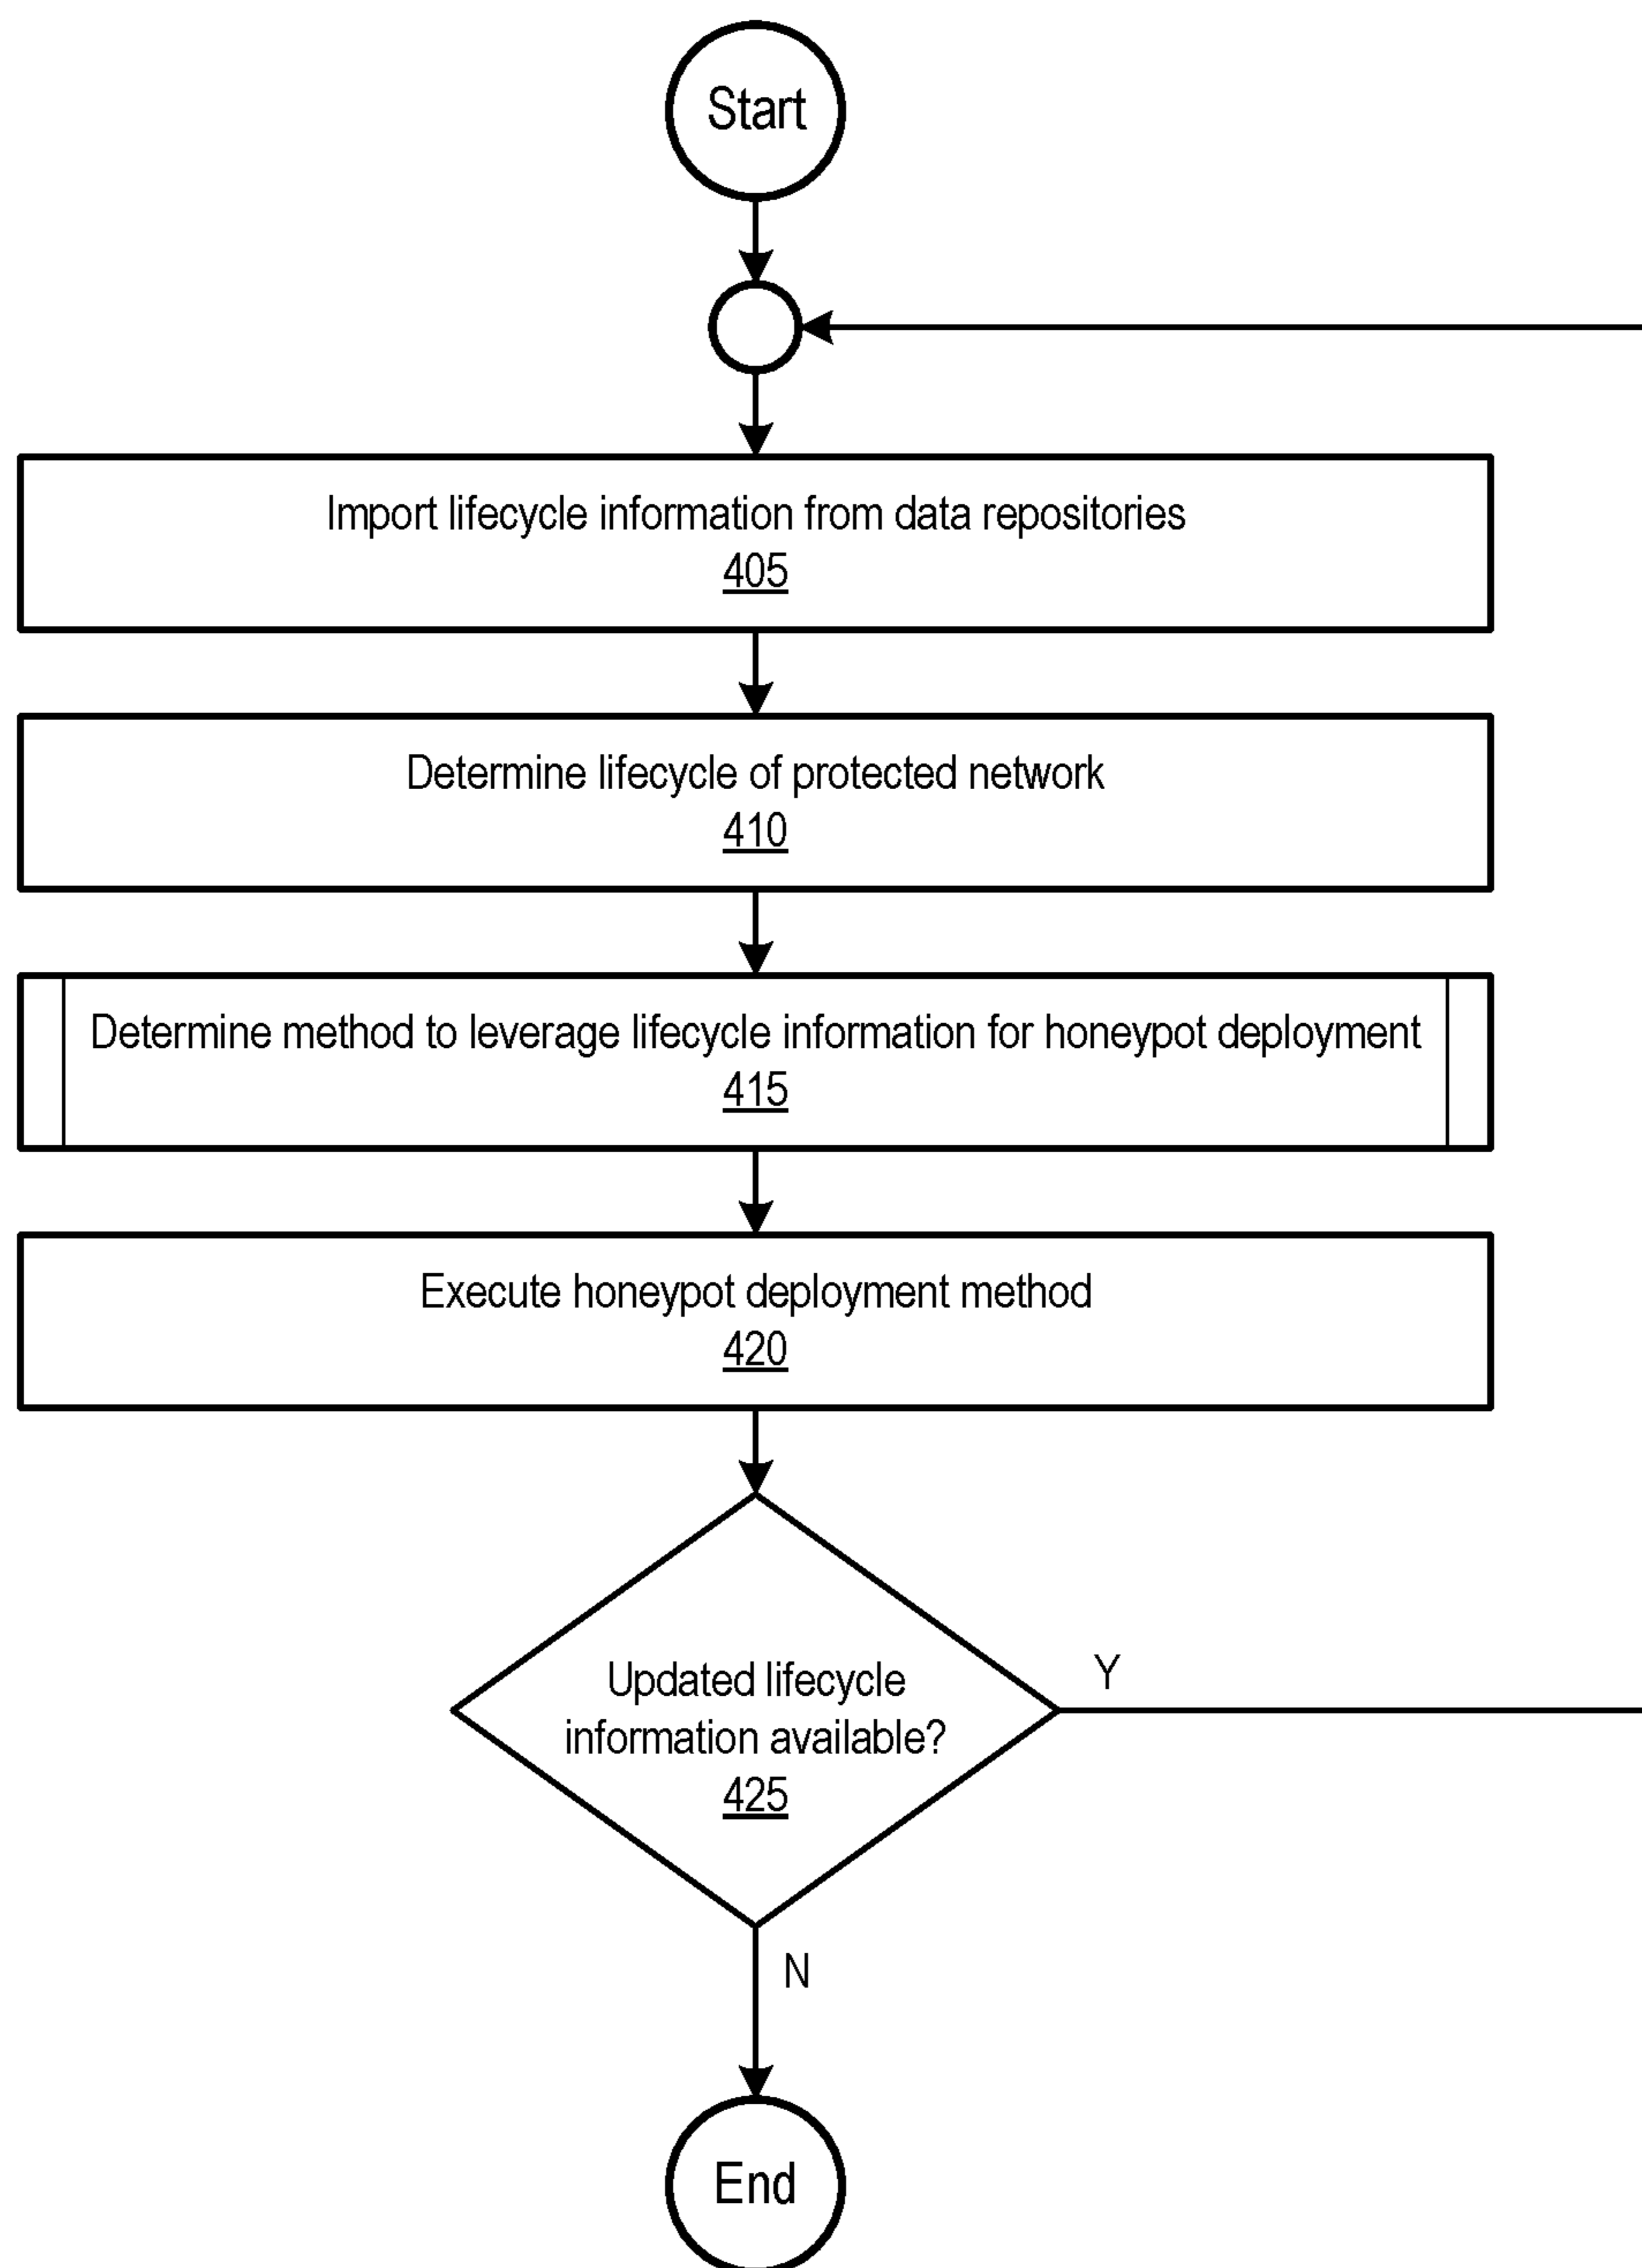 Start
Import lifecycle information from data repositories
405
Determine lifecycle of protected network
410
Determine method to leverage lifecycle information for honeypot deployment
415
Execute honeypot deployment method
420
Updated lifecycle
information available?
425
Y
N
End